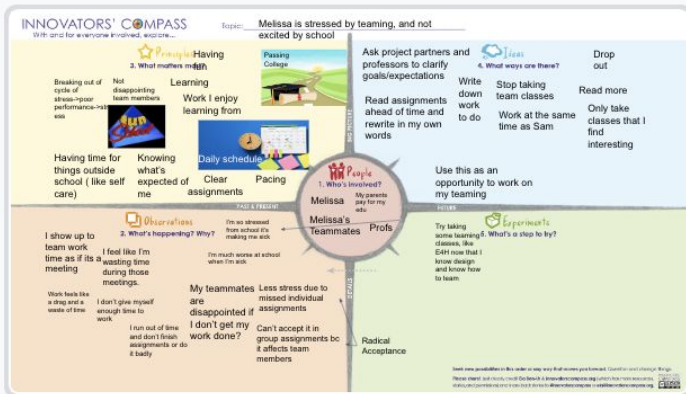 INNOVATORS' COMPASS
With and for everyone involved, explore...
Topic: Melissa is stressed by teaming, and not
excited by school
Principles
3. What matters
Having
fun
Breaking out of
cycle of
stress->poor
performance->str
ess
Not
disappointing
team members
Learning
Work I enjoy
learning from
Passing
College
Fun
School
Daily schedule
Having time for
things outside
school ( like self
care)
Knowing
what's
expected of
me
Clear
assignments
Pacing
Ideas
4. What ways are there?
Ask project partners and
professors to clarify
goals/expectations
Read assignments
ahead of time and
rewrite in my own
words
Write
down
work
to do
Stop taking
team classes
Work at the same
time as Sam
Drop
out
Read more
Only take
classes that I
find
interesting
Use this as an
opportunity to work on
my teaming
BIG PICTURE
People
1. Who's involved?
Melissa
My parents
pay for my
edu
Melissa's
Teammates
Profs
PAST & PRESENT
FUTURE
DETAILS
Observations
2. What's happening? Why?
I show up to
team work
time as if its a
meeting
I feel like I'm
wasting time
during those
meetings.
I'm so stressed
from school it's
making me sick
I'm much worse at school
when I'm sick
Work feels like
a drag and a
waste of time
I don't give myself
enough time to
work
I run out of time
and don't finish
assignments or do
it badly
My teammates
are
disappointed if
I don't get my
work done?
Less stress due to
missed individual
assignments
Can't accept it in
group assignments bc
it affects team
members
Radical
Acceptance
Experiments
5. What's a step to try?
Try taking
some teaming
classes, like
E4H now that I
know design
and know how
to team